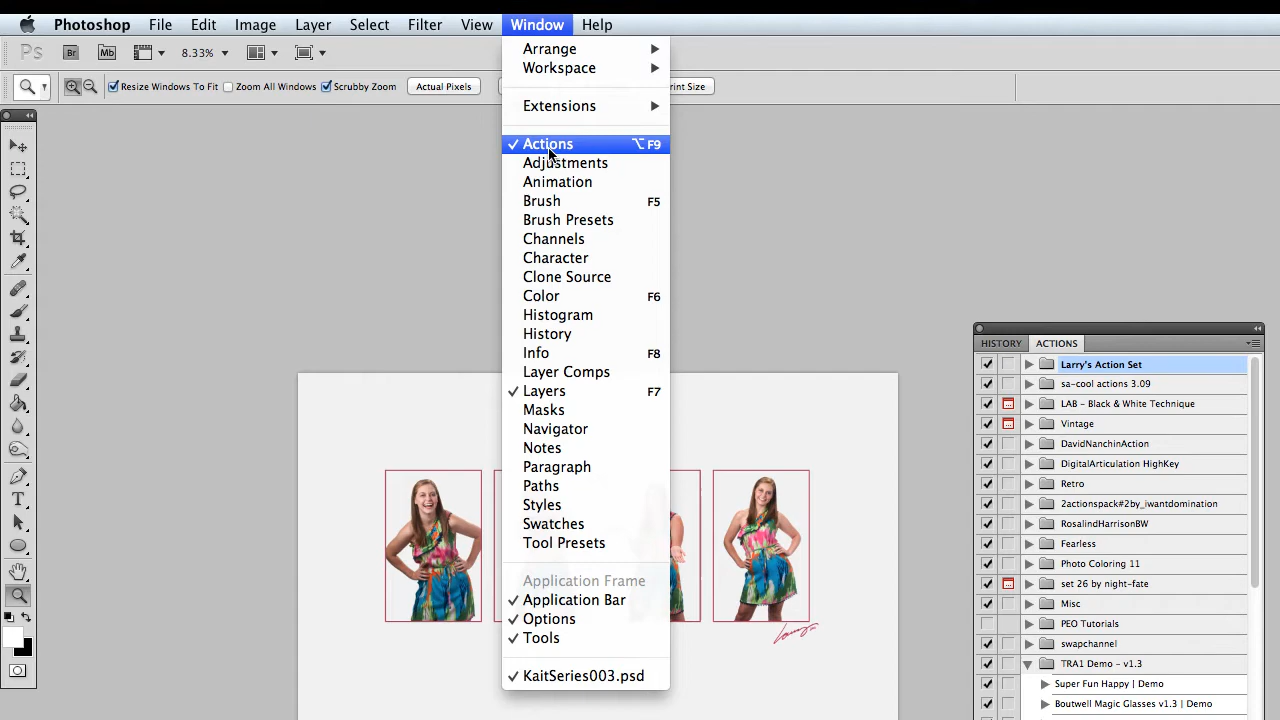 Photoshop File Edit Image Layer Select Filter View Window Help
Ps Br Mb 8.33%
Resize Windows To Fit Zoom All Windows Scrubby Zoom Actual Pixels Print Size
Arrange
Workspace
Extensions
Actions ⌥F9
Adjustments
Animation
Brush F5
Brush Presets
Channels
Character
Clone Source
Color F6
Histogram
History
Info F8
Layer Comps
Layers F7
Masks
Navigator
Notes
Paragraph
Paths
Styles
Swatches
Tool Presets
Application Frame
Application Bar
Options
Tools
KaitSeries003.psd
HISTORY ACTIONS
Larry's Action Set
sa-cool actions 3.09
LAB - Black & White Technique
Vintage
DavidNanchinAction
DigitalArticulation HighKey
Retro
2actionspack#2by_iwantdomination
RosalindHarrisonBW
Fearless
Photo Coloring 11
set 26 by night-fate
Misc
PEO Tutorials
swapchannel
TRA1 Demo - v1.3
Super Fun Happy | Demo
Boutwell Magic Glasses v1.3 | Demo